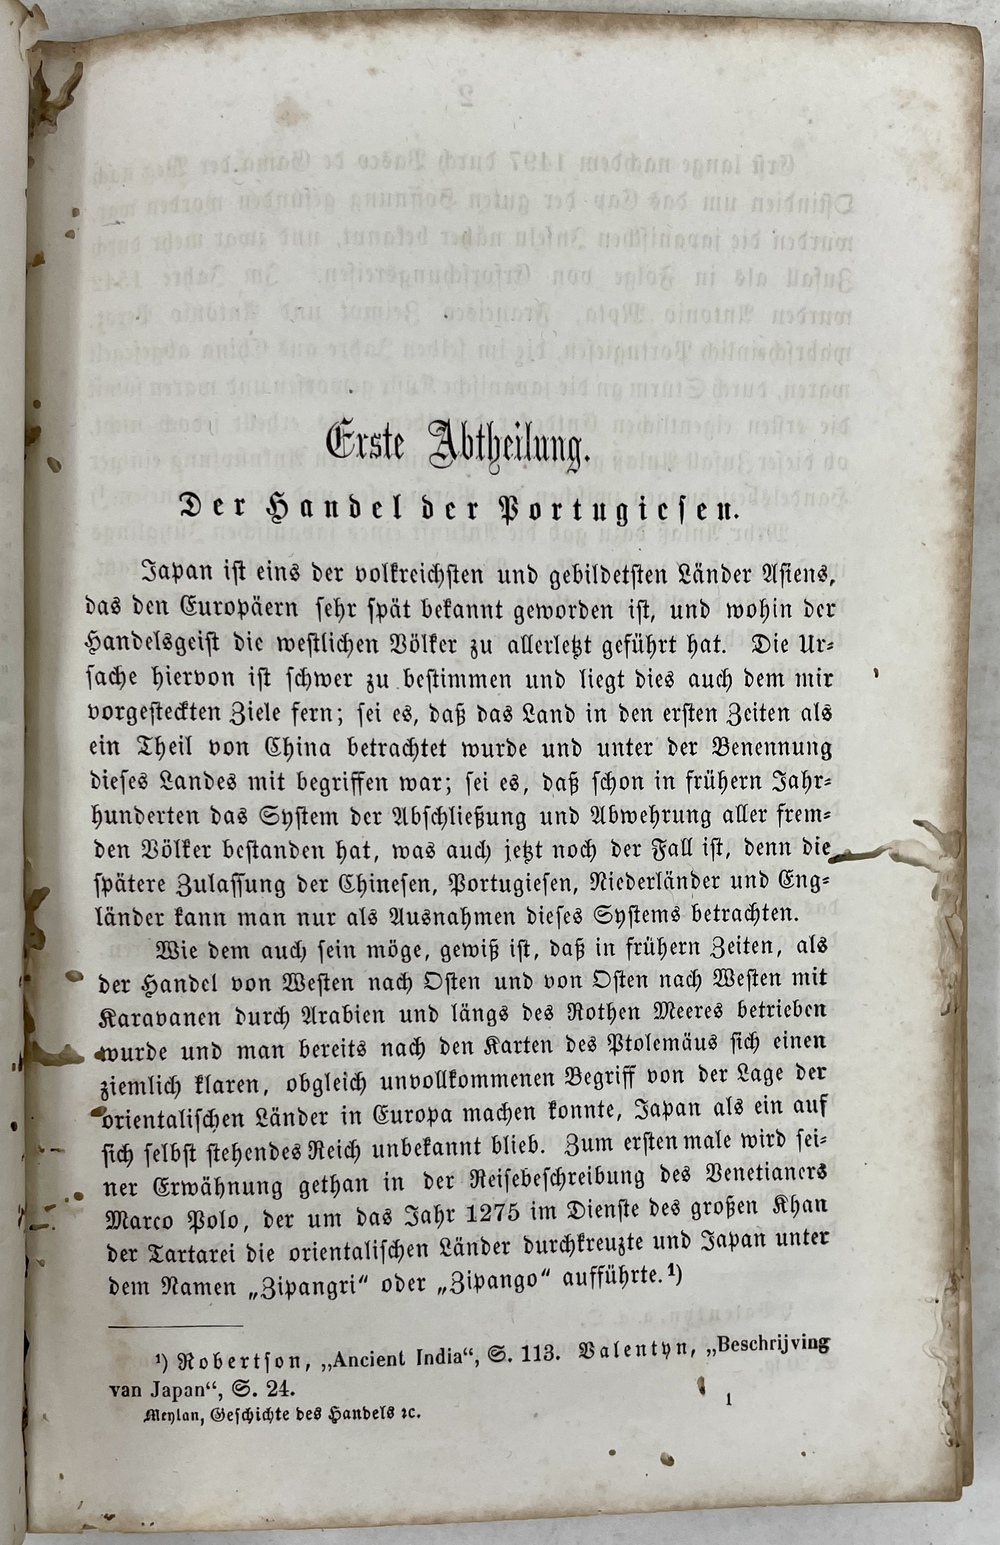 Erste Abtheilung.
Der Handel der Portugiesen.
Japan ist eins der volkreichsten und gebildetsten Länder Asiens,
das den Europäern sehr spät bekannt geworden ist, und wohin der
Handelsgeist die westlichen Völker zu allerletzt geführt hat. Die Ur-
sache hiervon ist schwer zu bestimmen und liegt dies auch dem mir
vorgesteckten Ziele fern; sei es, daß das Land in den ersten Zeiten als
ein Theil von China betrachtet wurde und unter der Benennung
dieses Landes mit begriffen war; sei es, daß schon in frühern Jahr-
hunderten das System der Abschließung und Abwehrung aller frem-
den Völker bestanden hat, was auch jetzt noch der Fall ist, denn die
spätere Zulassung der Chinesen, Portugiesen, Niederländer und Eng-
länder kann man nur als Ausnahmen dieses Systems betrachten.
Wie dem auch sein möge, gewiß ist, daß in frühern Zeiten, als
der Handel von Westen nach Osten und von Osten nach Westen mit
Karavanen durch Arabien und längs des Rothen Meeres betrieben
wurde und man bereits nach den Karten des Ptolemäus sich einen
ziemlich klaren, obgleich unvollkommenen Begriff von der Lage der
orientalischen Länder in Europa machen konnte, Japan als ein auf
sich selbst stehendes Reich unbekannt blieb. Zum ersten male wird sei-
ner Erwähnung gethan in der Reisebeschreibung des Venetianers
Marco Polo, der um das Jahr 1275 im Dienste des großen Khan
der Tartarei die orientalischen Länder durchkreuzte und Japan unter
dem Namen „Zipangri“ oder „Zipango“ aufführte.¹)
¹) Robertson, „Ancient India“, S. 113. Valentyn, „Beschrijving
van Japan“, S. 24.
Meylan, Geschichte des Handels ꝛc.
1